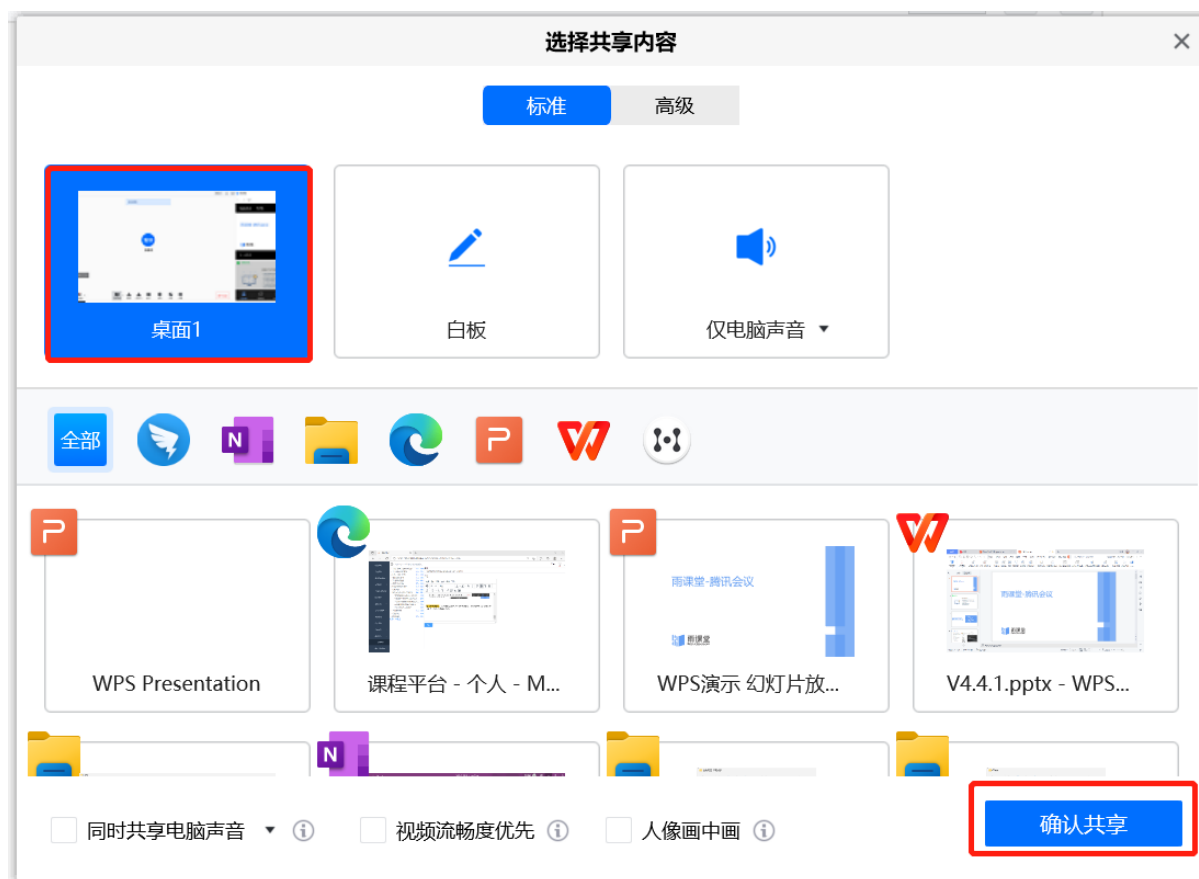 选择共享内容
标准
高级
桌面1
白板
仅电脑声音
全部
雨课堂-腾讯会议
雨课堂
雨课堂-腾讯会议
雨课堂
WPS Presentation
课程平台 - 个人 - M...
WPS演示 幻灯片放...
V4.4.1.pptx - WPS...
同时共享电脑声音
视频流畅度优先
人像画中画
确认共享